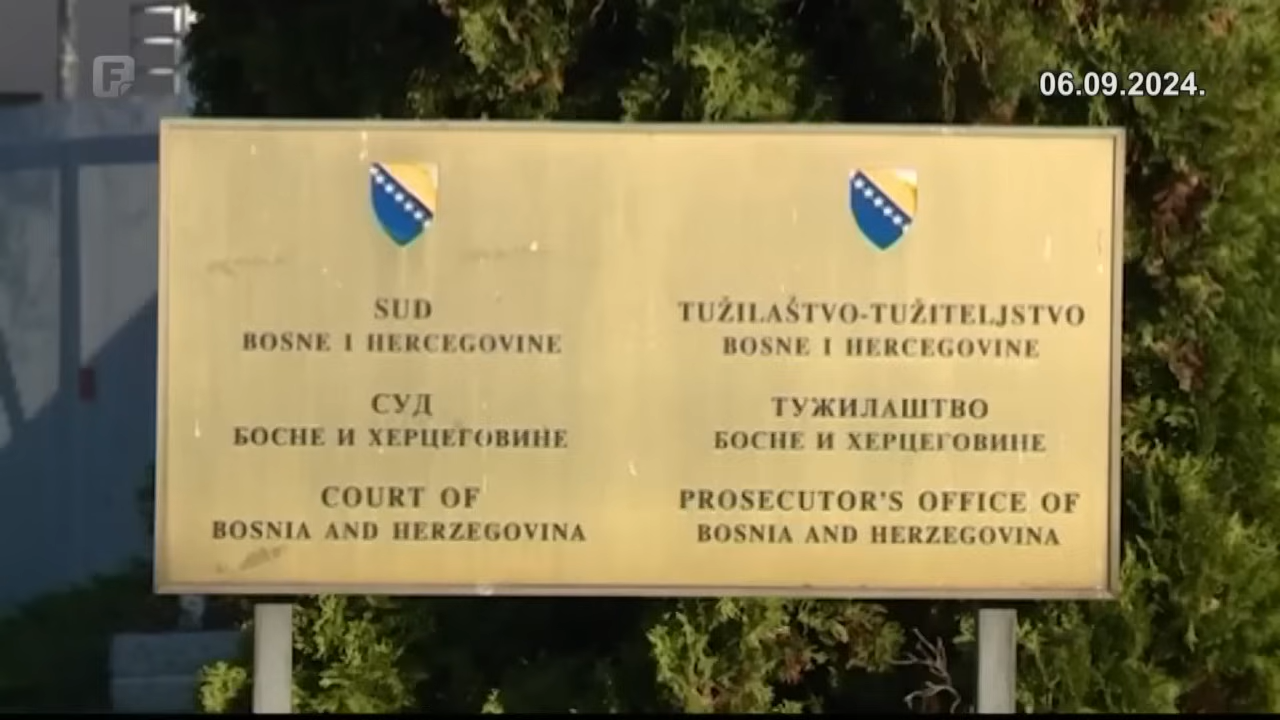 F
06.09.2024.
SUD
BOSNE I HERCEGOVINE
СУД
БОСНЕ И ХЕРЦЕГОВИНЕ
COURT OF
BOSNIA AND HERZEGOVINA
TUŽILAŠTVO-TUŽITELJSTVO
BOSNE I HERCEGOVINE
ТУЖИЛАШТВО
БОСНЕ И ХЕРЦЕГОВИНЕ
PROSECUTOR'S OFFICE OF
BOSNIA AND HERZEGOVINA